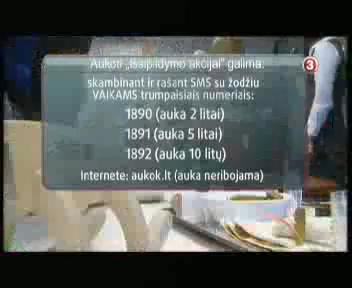 Aukoti „Išsipildymo akcijai" galima:
skambinant ir rašant SMS su žodžiu
VAIKAMS trumpaisiais numeriais:
1890 (auka 2 litai)
1891 (auka 5 litai)
1892 (auka 10 litų)
Internete: aukok.lt (auka neribojama)
3